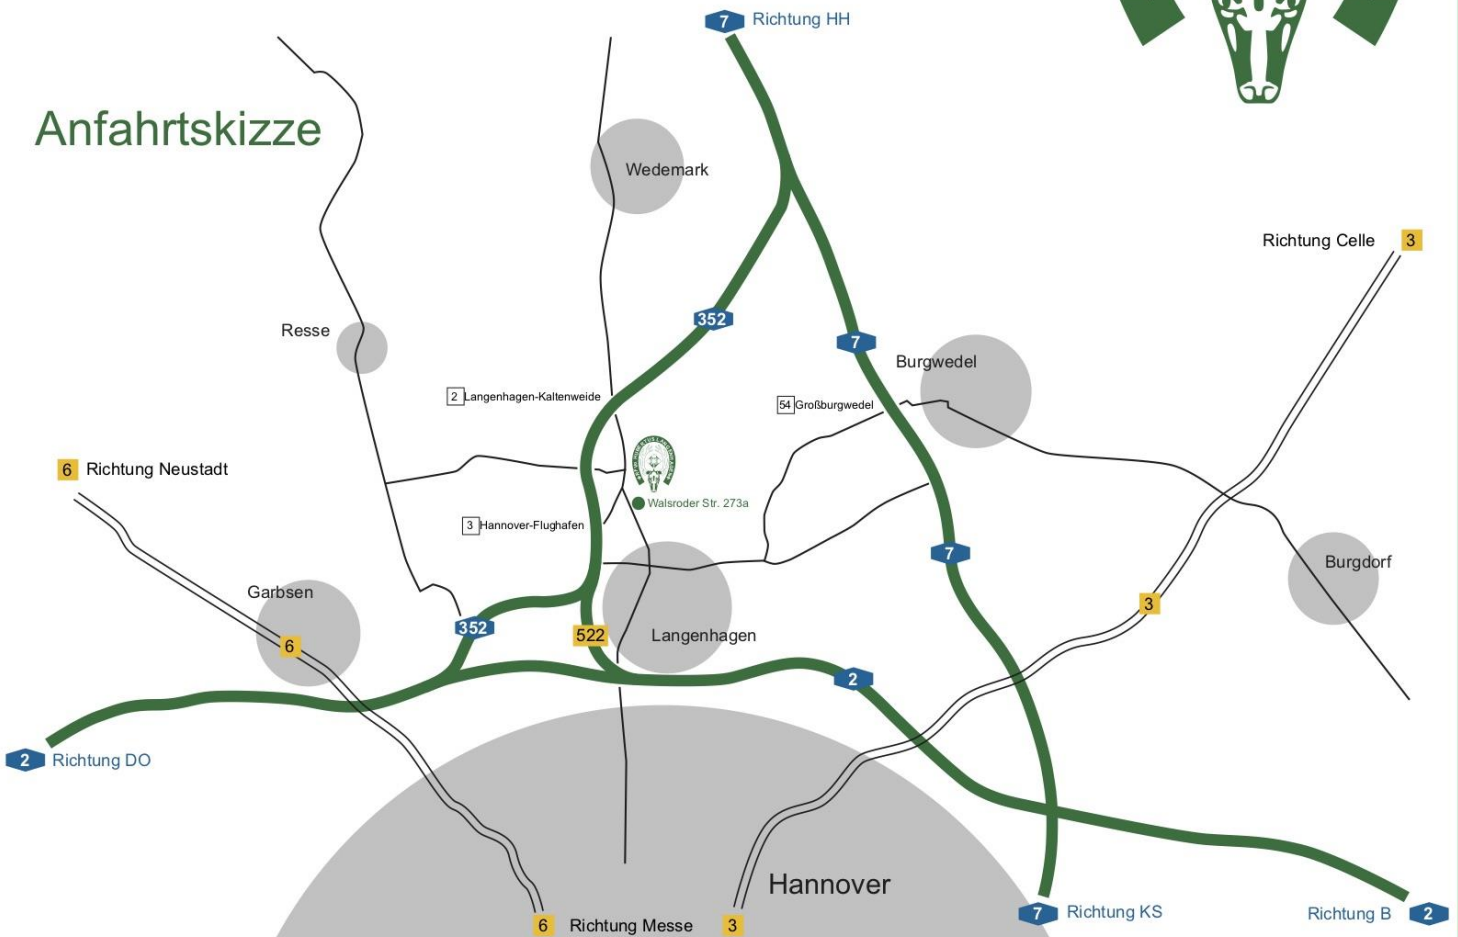 7 Richtung HH
Anfahrtskizze
Wedemark
Richtung Celle 3
352
Resse
7
Burgwedel
2 Langenhagen-Kaltenweide
54 Großburgwedel
6 Richtung Neustadt
Walsroder Str. 273a
3 Hannover-Flughafen
7
Burgdorf
Garbsen
3
352
522
Langenhagen
6
2
2 Richtung DO
Hannover
7 Richtung KS
Richtung B 2
6 Richtung Messe 3